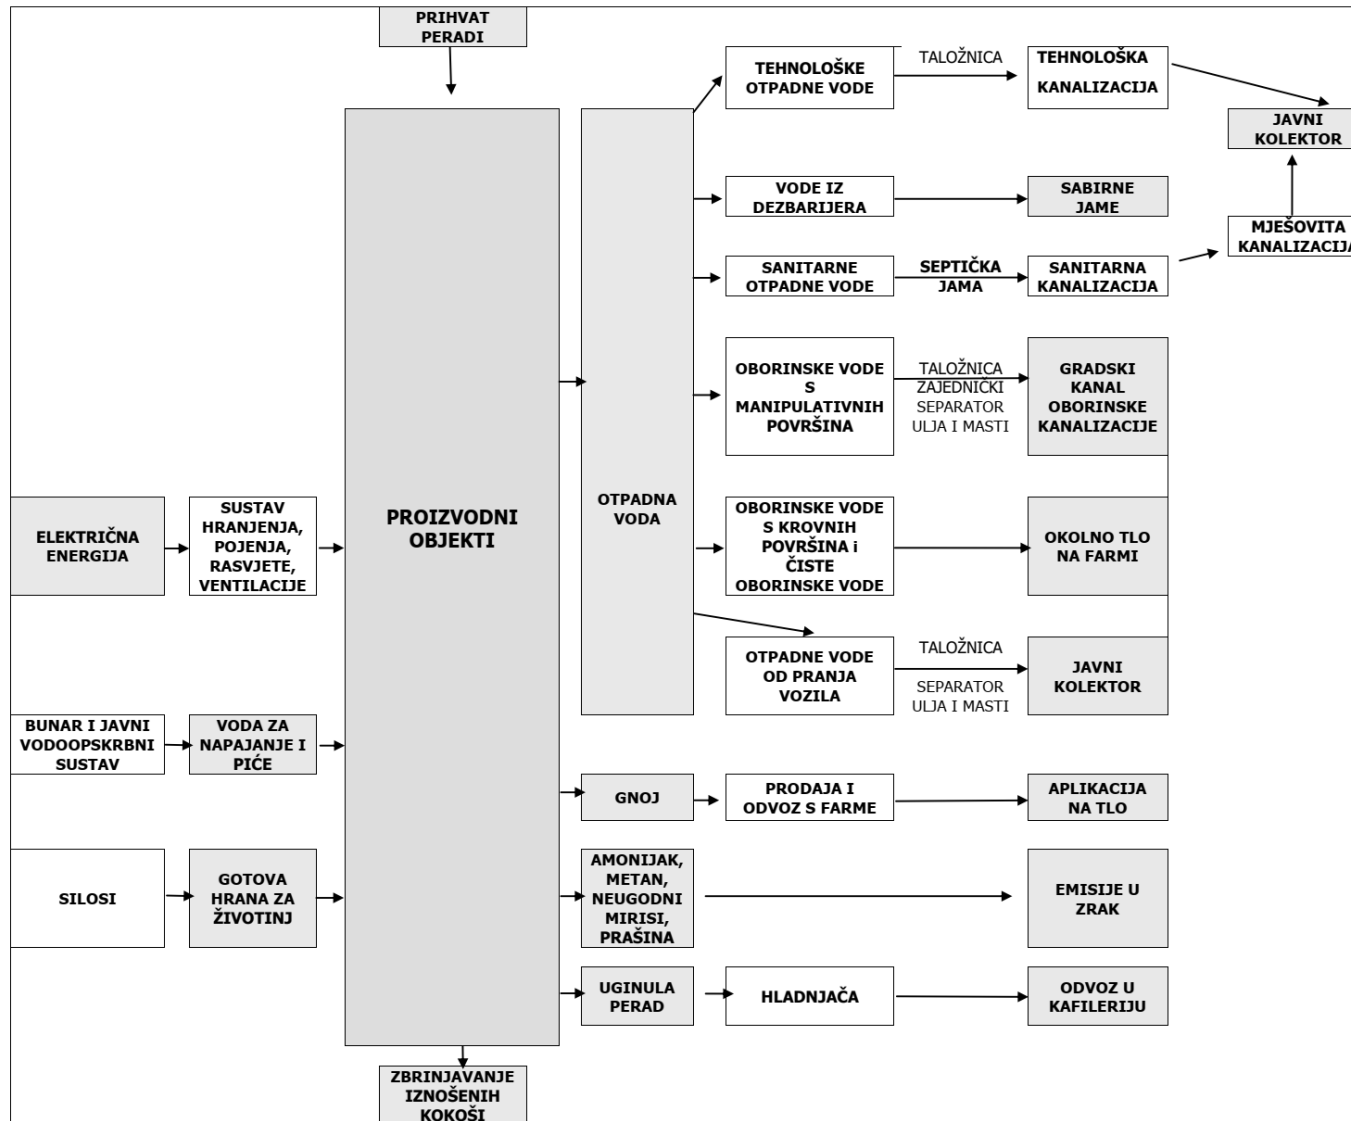 PRIHVAT
PERADI
TEHNOLOŠKE
OTPADNE VODE
TALOŽNICA
TEHNOLOŠKA
KANALIZACIJA
JAVNI
KOLEKTOR
VODE IZ
DEZBARIJERA
SABIRNE
JAME
MJEŠOVITA
KANALIZACIJA
SANITARNE
OTPADNE VODE
SEPTIČKA
JAMA
SANITARNA
KANALIZACIJA
OBORINSKE VODE
S
MANIPULATIVNIH
POVRŠINA
TALOŽNICA
ZAJEDNIČKI
SEPARATOR
ULJA I MASTI
GRADSKI
KANAL
OBORINSKE
KANALIZACIJE
ELEKTRIČNA
ENERGIJA
SUSTAV
HRANJENJA,
POJENJA,
RASVJETE,
VENTILACIJE
PROIZVODNI
OBJEKTI
OTPADNA
VODA
OBORINSKE VODE
S KROVNIH
POVRŠINA i
ČISTE
OBORINSKE VODE
OKOLNO TLO
NA FARMI
OTPADNE VODE
OD PRANJA
VOZILA
TALOŽNICA
SEPARATOR
ULJA I MASTI
JAVNI
KOLEKTOR
BUNAR I JAVNI
VODOOPSKRBNI
SUSTAV
VODA ZA
NAPAJANJE I
PIĆE
GNOJ
PRODAJA I
ODVOZ S FARME
APLIKACIJA
NA TLO
SILOSI
GOTOVA
HRANA ZA
ŽIVOTINJ
AMONIJAK,
METAN,
NEUGODNI
MIRISI,
PRAŠINA
EMISIJE U
ZRAK
UGINULA
PERAD
HLADNJAČA
ODVOZ U
KAFILERIJU
ZBRINJAVANJE
IZNOŠENIH
KOKOŠI